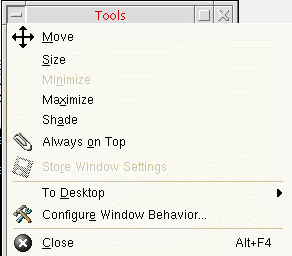 Tools
Move
Size
Minimize
Maximize
Shade
Always on Top
Store Window Settings
To Desktop
Configure Window Behavior...
Close Alt+F4